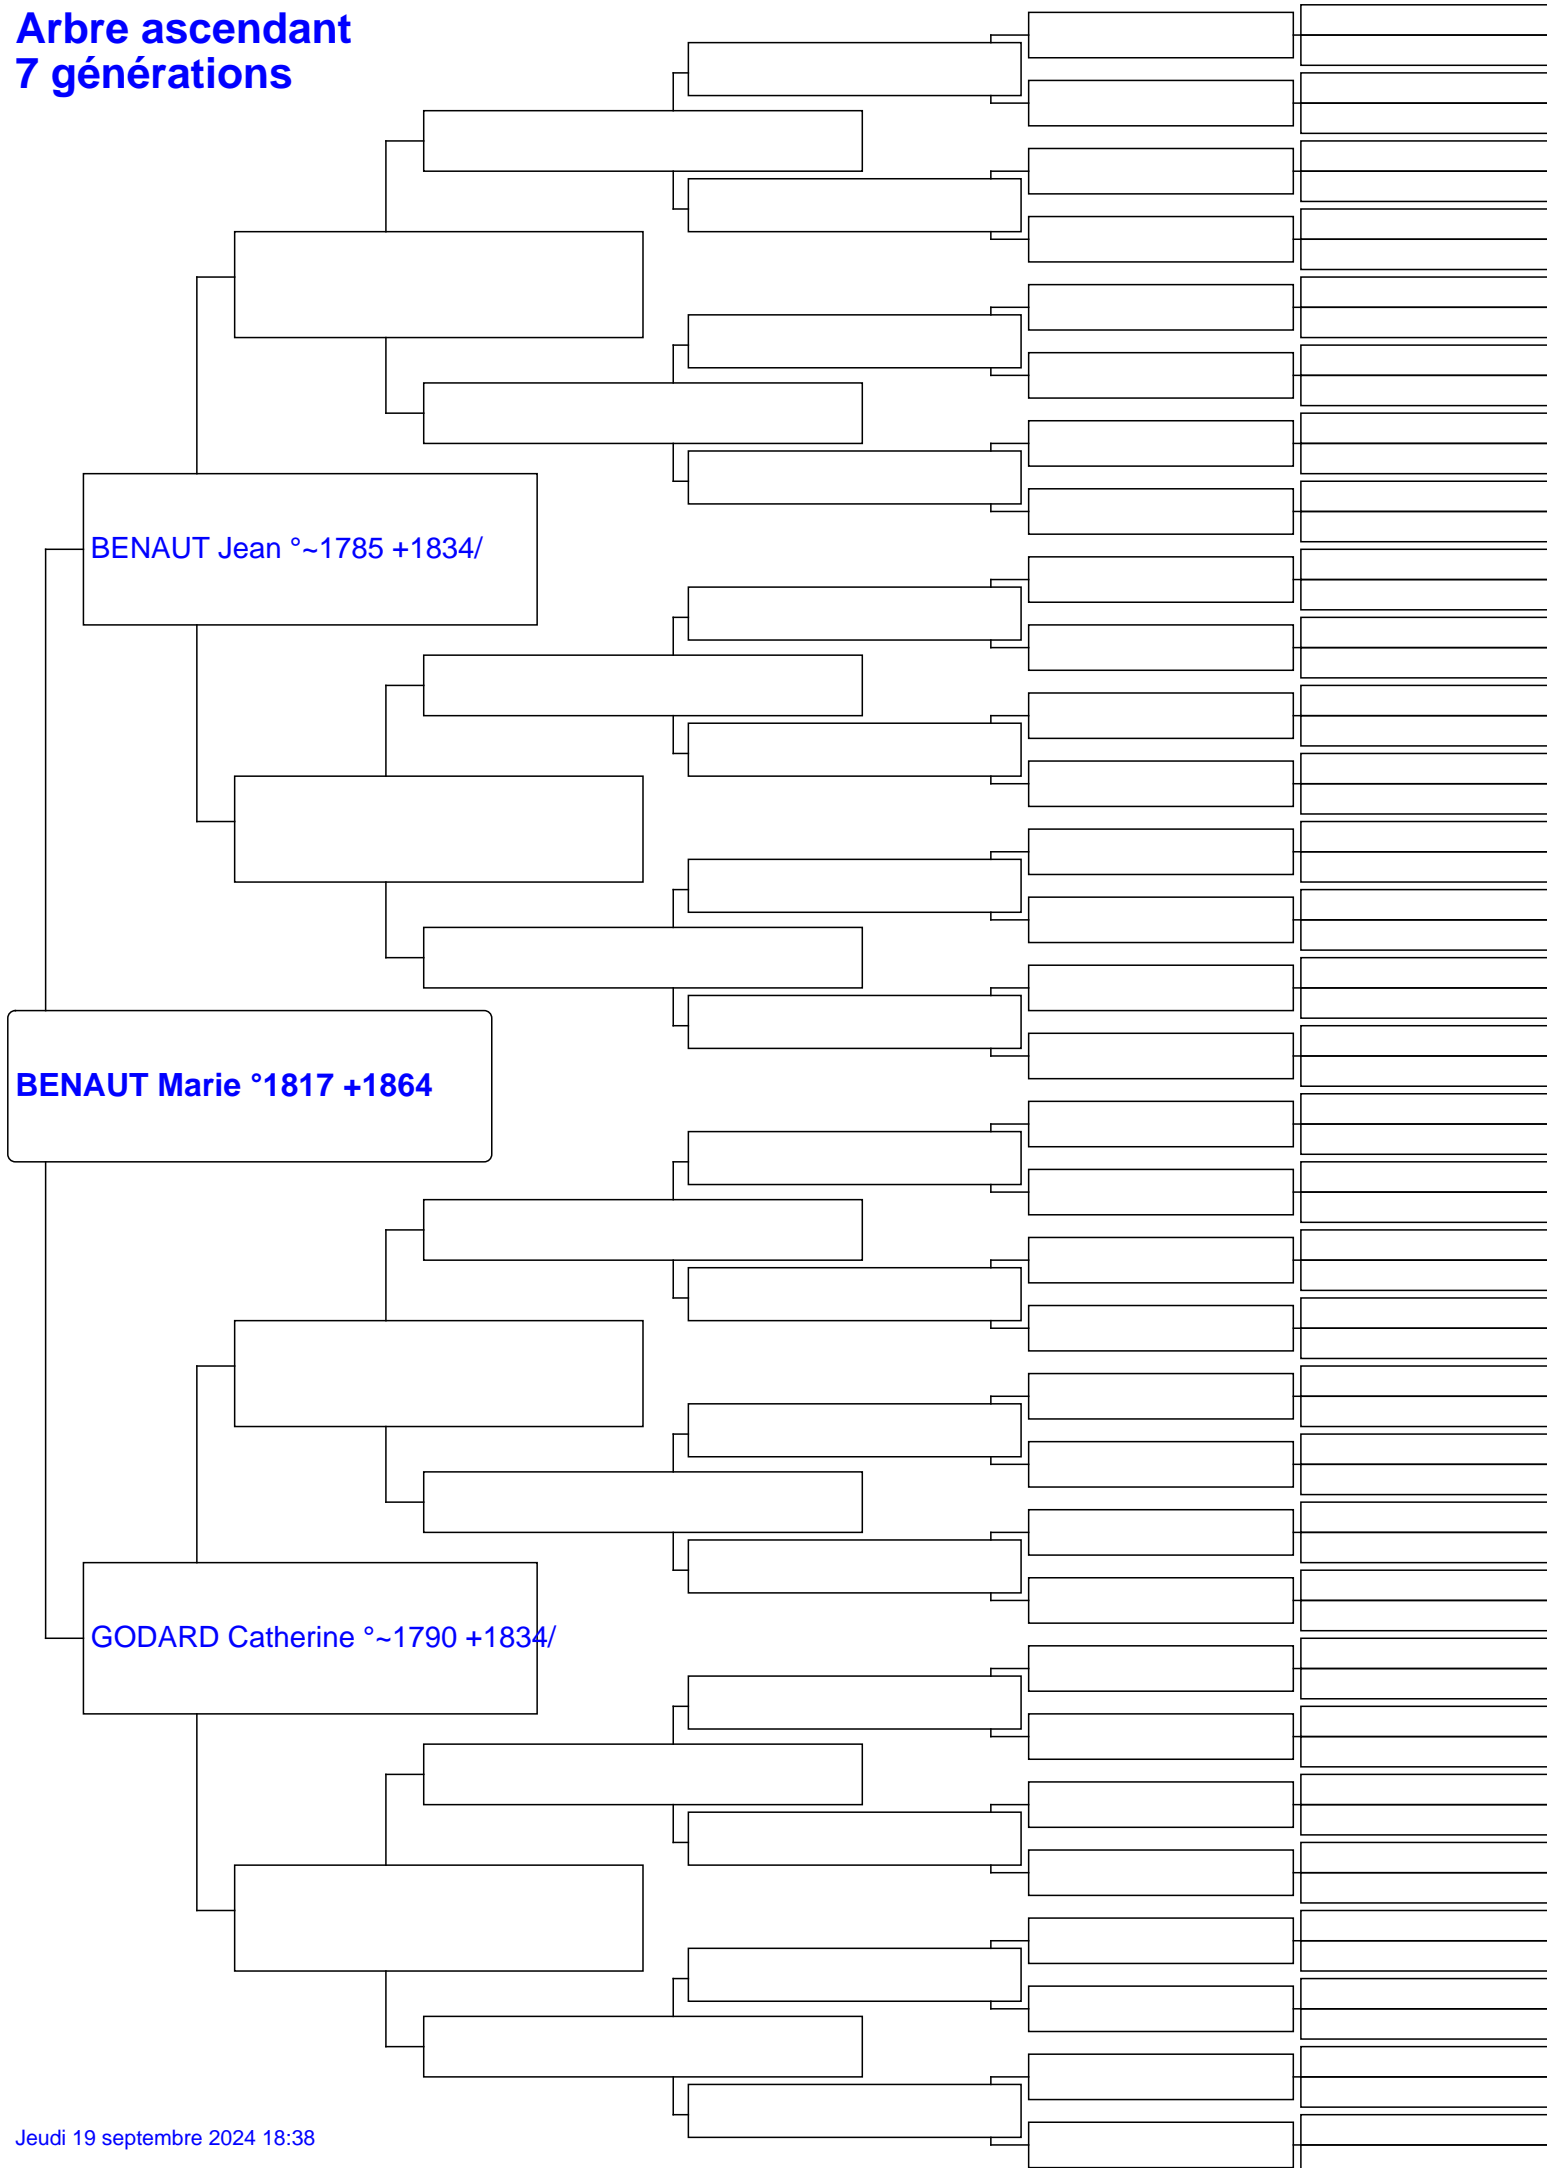 Arbre ascendant
7 générations
BENAUT Jean °~1785 +1834/
BENAUT Marie °1817 +1864
GODARD Catherine °~1790 +1834/
Jeudi 19 septembre 2024 18:38